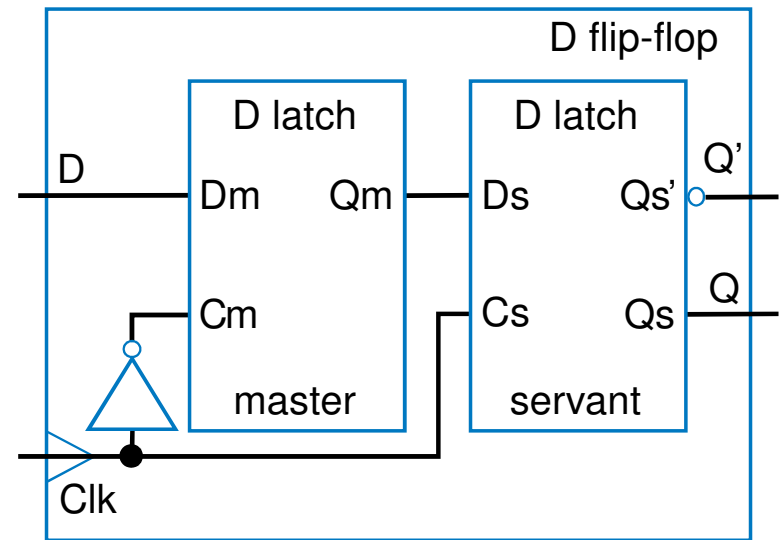 D flip-flop
D latch
D latch
D
Dm
Qm
Ds
Qs’
Q’
Cm
Cs
Qs
Q
master
servant
Clk